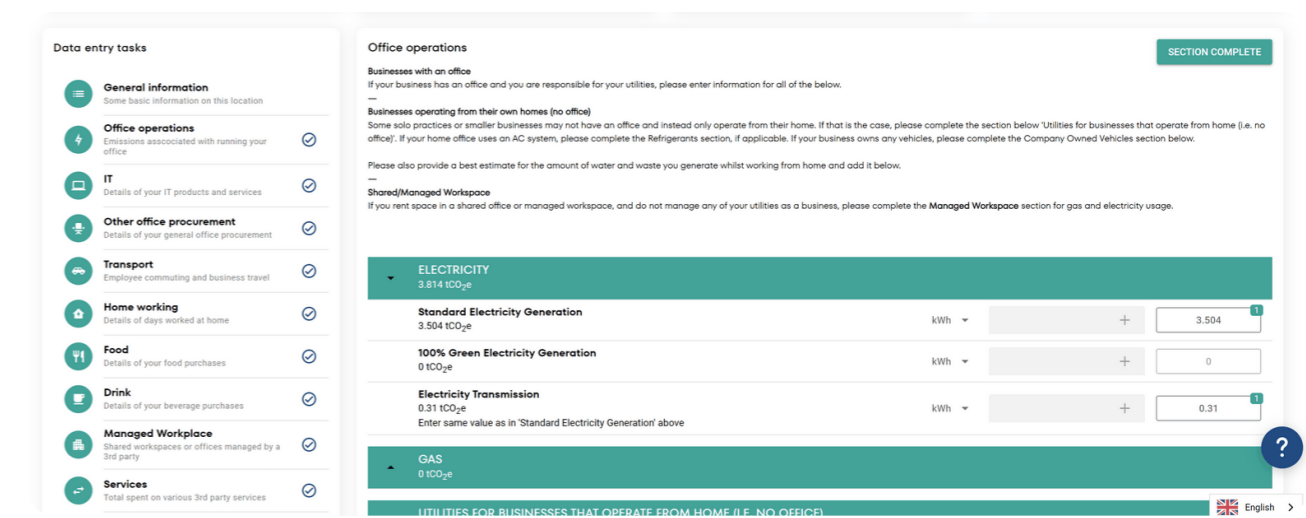 Data entry tasks
General information
Some basic information on this location
Office operations
Emissions asscociated with running your
office
IT
Details of your IT products and services
Other office procurement
Details of your general office procurement
Transport
Employee commuting and business travel
Home working
Details of days worked at home
Food
Details of your food purchases
Drink
Details of your beverage purchases
Managed Workplace
Shared workspaces or offices managed by a
3rd party
Services
Total spent on various 3rd party services
Office operations
SECTION COMPLETE
Businesses with an office
If your business has an office and you are responsible for your utilities, please enter information for all of the below.
—
Businesses operating from their own homes (no office)
Some solo practices or smaller businesses may not have an office and instead only operate from their home. If that is the case, please complete the section below 'Utilities for businesses that operate from home (i.e. no
office)'. If your home office uses an AC system, please complete the Refrigerants section, if applicable. If your business owns any vehicles, please complete the Company Owned Vehicles section below.
Please also provide a best estimate for the amount of water and waste you generate whilst working from home and add it below.
—
Shared/Managed Workspace
If you rent space in a shared office or managed workspace, and do not manage any of your utilities as a business, please complete the Managed Workspace section for gas and electricity usage.
ELECTRICITY
3.814 tCO₂e
Standard Electricity Generation
3.504 tCO₂e
kWh + 3.504 1
100% Green Electricity Generation
0 tCO₂e
kWh + 0
Electricity Transmission
0.31 tCO₂e
Enter same value as in 'Standard Electricity Generation' above
kWh + 0.31 1
GAS
0 tCO₂e
UTILITIES FOR BUSINESSES THAT OPERATE FROM HOME (I.E. NO OFFICE)
?
English